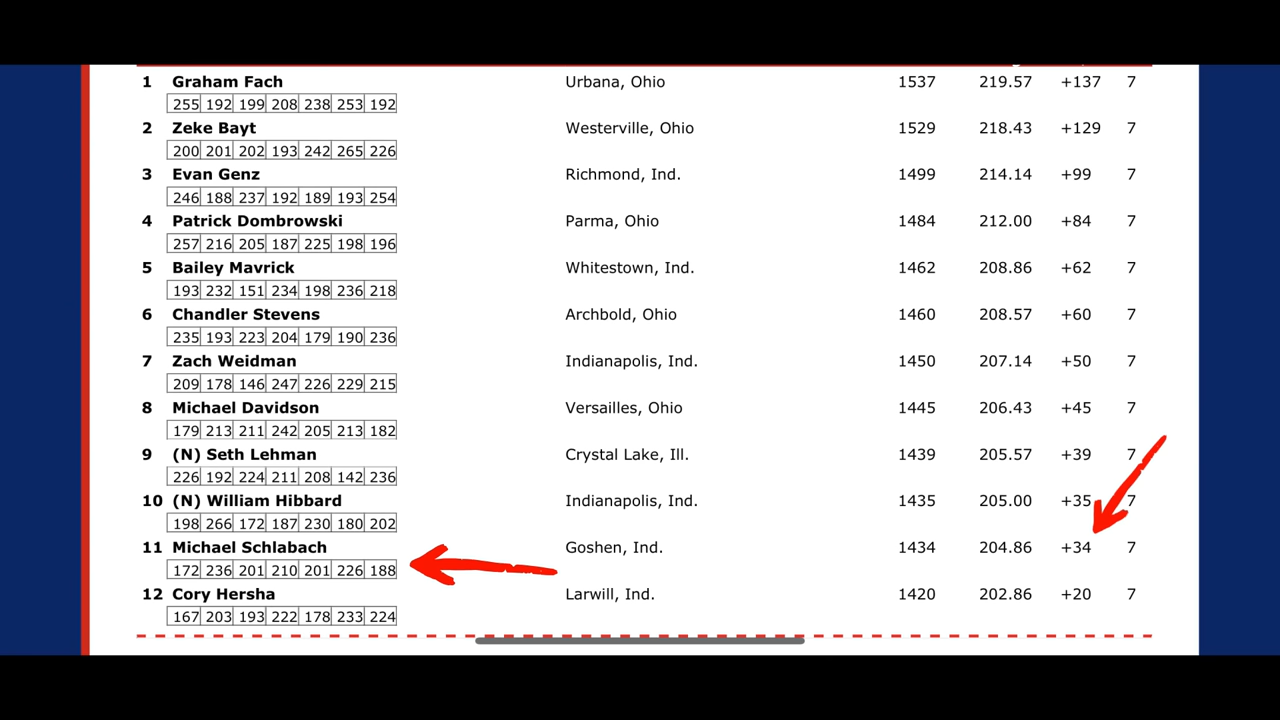 1 Graham Fach Urbana, Ohio 1537 219.57 +137 7
255 192 199 208 238 253 192
2 Zeke Bayt Westerville, Ohio 1529 218.43 +129 7
200 201 202 193 242 265 226
3 Evan Genz Richmond, Ind. 1499 214.14 +99 7
246 188 237 192 189 193 254
4 Patrick Dombrowski Parma, Ohio 1484 212.00 +84 7
257 216 205 187 225 198 196
5 Bailey Mavrick Whitestown, Ind. 1462 208.86 +62 7
193 232 151 234 198 236 218
6 Chandler Stevens Archbold, Ohio 1460 208.57 +60 7
235 193 223 204 179 190 236
7 Zach Weidman Indianapolis, Ind. 1450 207.14 +50 7
209 178 146 247 226 229 215
8 Michael Davidson Versailles, Ohio 1445 206.43 +45 7
179 213 211 242 205 213 182
9 (N) Seth Lehman Crystal Lake, Ill. 1439 205.57 +39 7
226 192 224 211 208 142 236
10 (N) William Hibbard Indianapolis, Ind. 1435 205.00 +35 7
198 266 172 187 230 180 202
11 Michael Schlabach Goshen, Ind. 1434 204.86 +34 7
172 236 201 210 201 226 188
12 Cory Hersha Larwill, Ind. 1420 202.86 +20 7
167 203 193 222 178 233 224